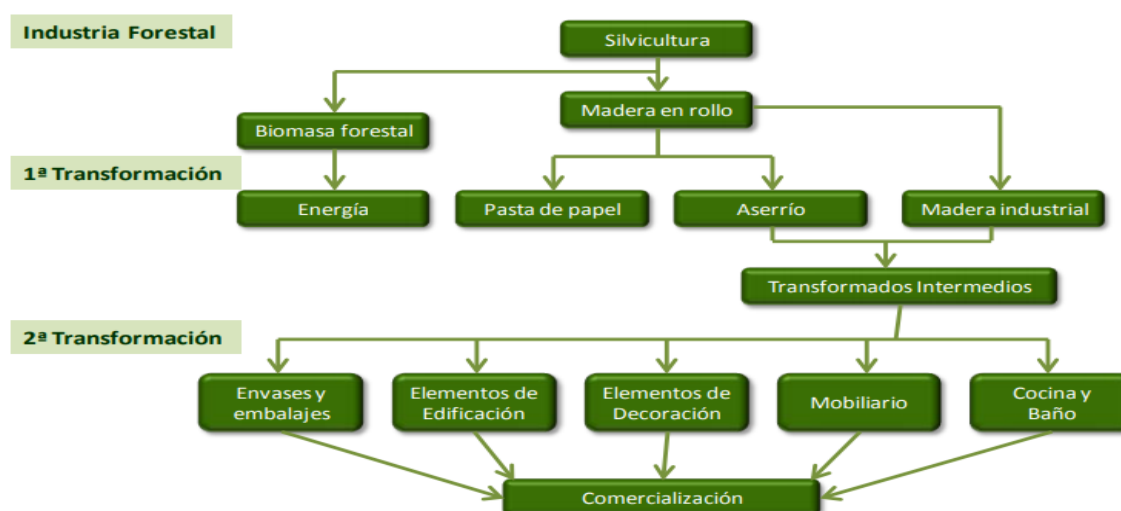 Industria Forestal
Silvicultura
Madera en rollo
Biomasa forestal
1ª Transformación
Energía
Pasta de papel
Aserrío
Madera industrial
Transformados Intermedios
2ª Transformación
Envases y
embalajes
Elementos de
Edificación
Elementos de
Decoración
Mobiliario
Cocina y
Baño
Comercialización